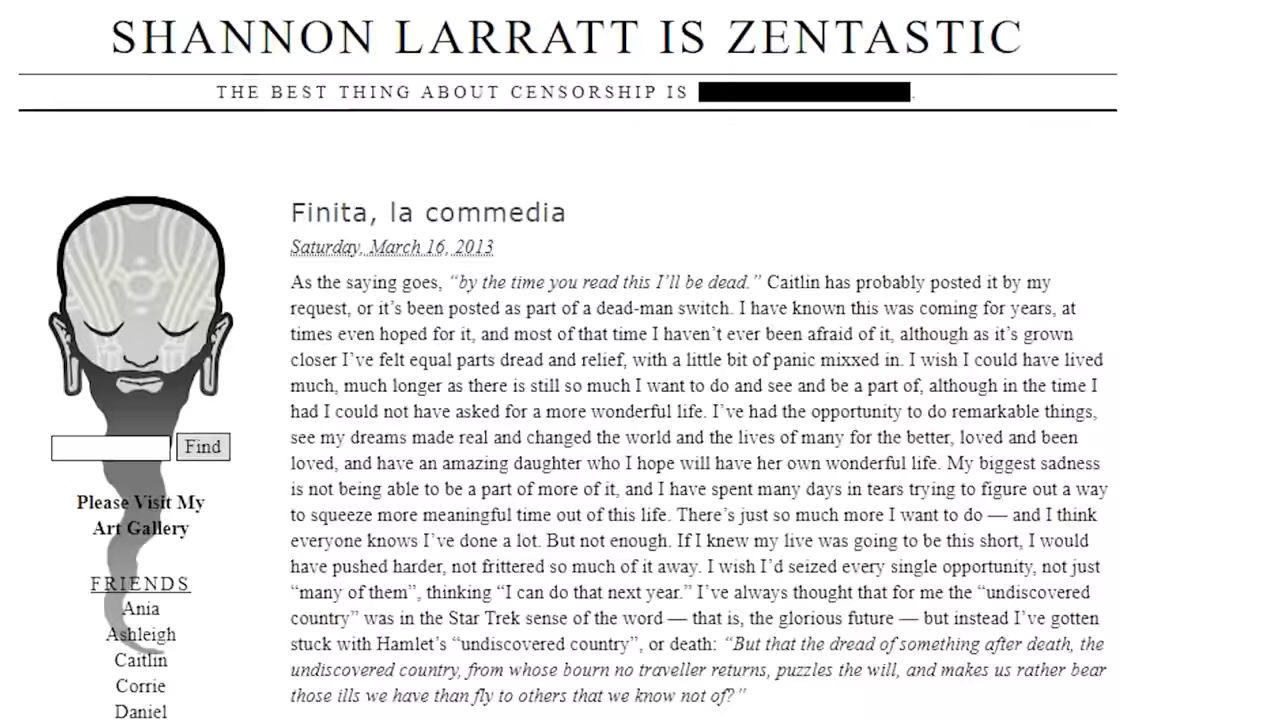 SHANNON LARRATT IS ZENTASTIC
THE BEST THING ABOUT CENSORSHIP IS .
Finita, la commedia
Saturday, March 16, 2013
As the saying goes, “by the time you read this I’ll be dead.” Caitlin has probably posted it by my
request, or it’s been posted as part of a dead-man switch. I have known this was coming for years, at
times even hoped for it, and most of that time I haven’t ever been afraid of it, although as it’s grown
closer I’ve felt equal parts dread and relief, with a little bit of panic mixxed in. I wish I could have lived
much, much longer as there is still so much I want to do and see and be a part of, although in the time I
had I could not have asked for a more wonderful life. I’ve had the opportunity to do remarkable things,
see my dreams made real and changed the world and the lives of many for the better, loved and been
loved, and have an amazing daughter who I hope will have her own wonderful life. My biggest sadness
is not being able to be a part of more of it, and I have spent many days in tears trying to figure out a way
to squeeze more meaningful time out of this life. There’s just so much more I want to do — and I think
everyone knows I’ve done a lot. But not enough. If I knew my live was going to be this short, I would
have pushed harder, not frittered so much of it away. I wish I’d seized every single opportunity, not just
“many of them”, thinking “I can do that next year.” I’ve always thought that for me the “undiscovered
country” was in the Star Trek sense of the word — that is, the glorious future — but instead I’ve gotten
stuck with Hamlet’s “undiscovered country”, or death: “But that the dread of something after death, the
undiscovered country, from whose bourn no traveller returns, puzzles the will, and makes us rather bear
those ills we have than fly to others that we know not of?”
Find
Please Visit My
Art Gallery
FRIENDS
Ania
Ashleigh
Caitlin
Corrie
Daniel